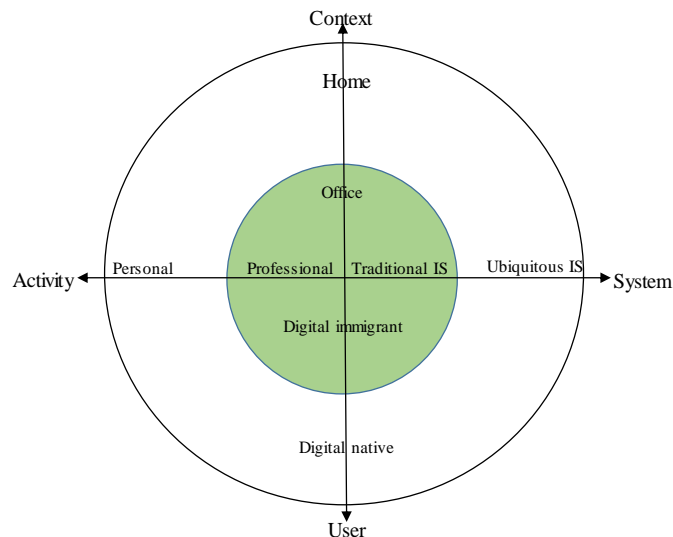 Context
Home
Office
Personal
Professional
Traditional IS
Ubiquitous IS
Activity
System
Digital immigrant
Digital native
User